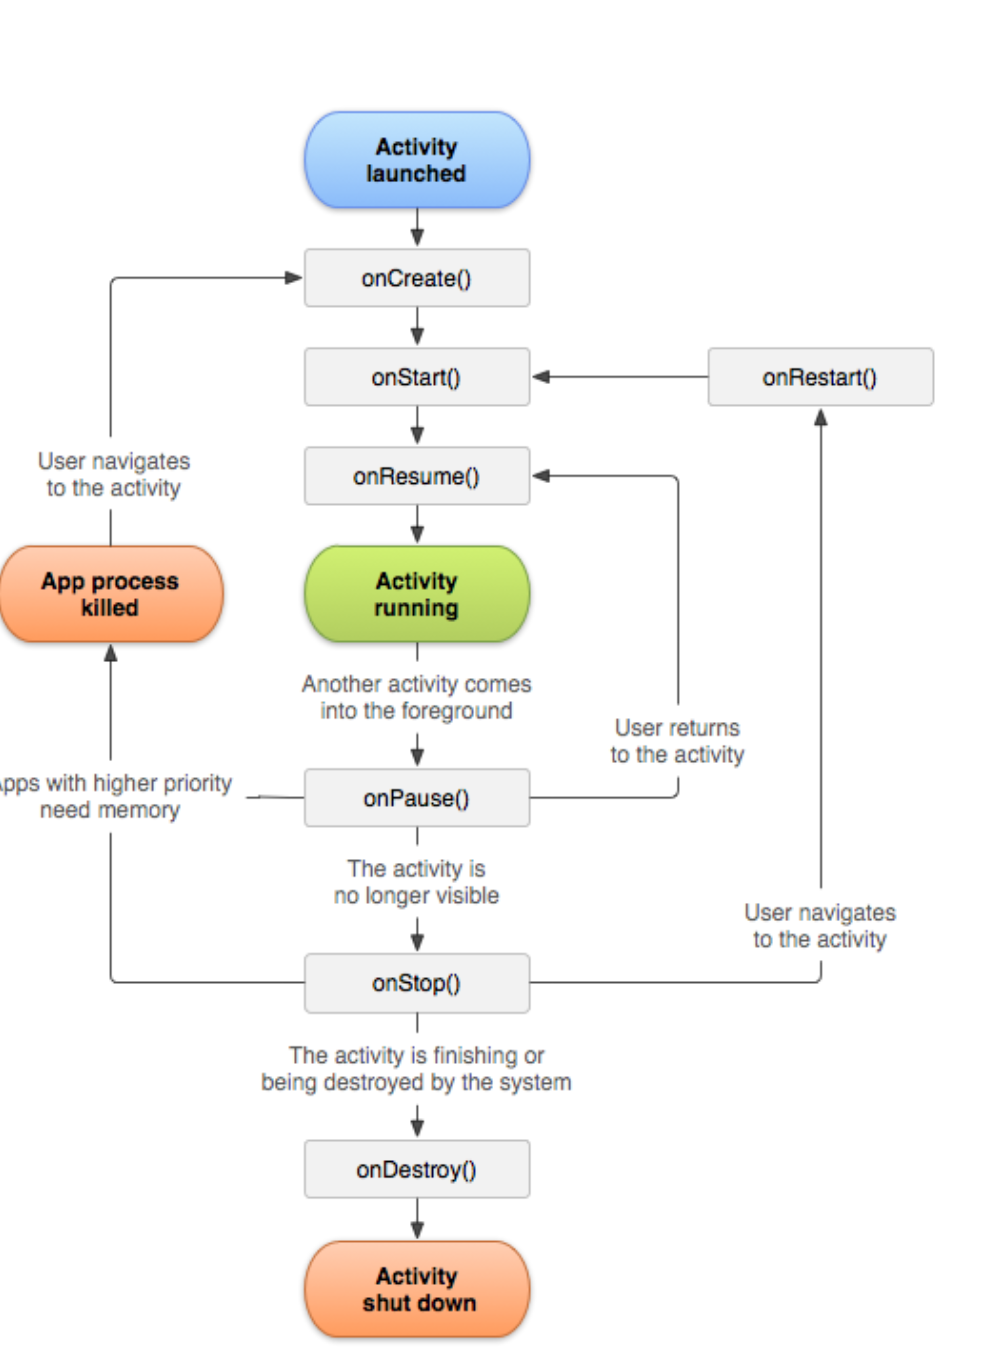 Activity
launched
onCreate()
onStart()
onRestart()
User navigates
to the activity
onResume()
App process
killed
Activity
running
Another activity comes
into the foreground
User returns
to the activity
Apps with higher priority
need memory
onPause()
The activity is
no longer visible
User navigates
to the activity
onStop()
The activity is finishing or
being destroyed by the system
onDestroy()
Activity
shut down